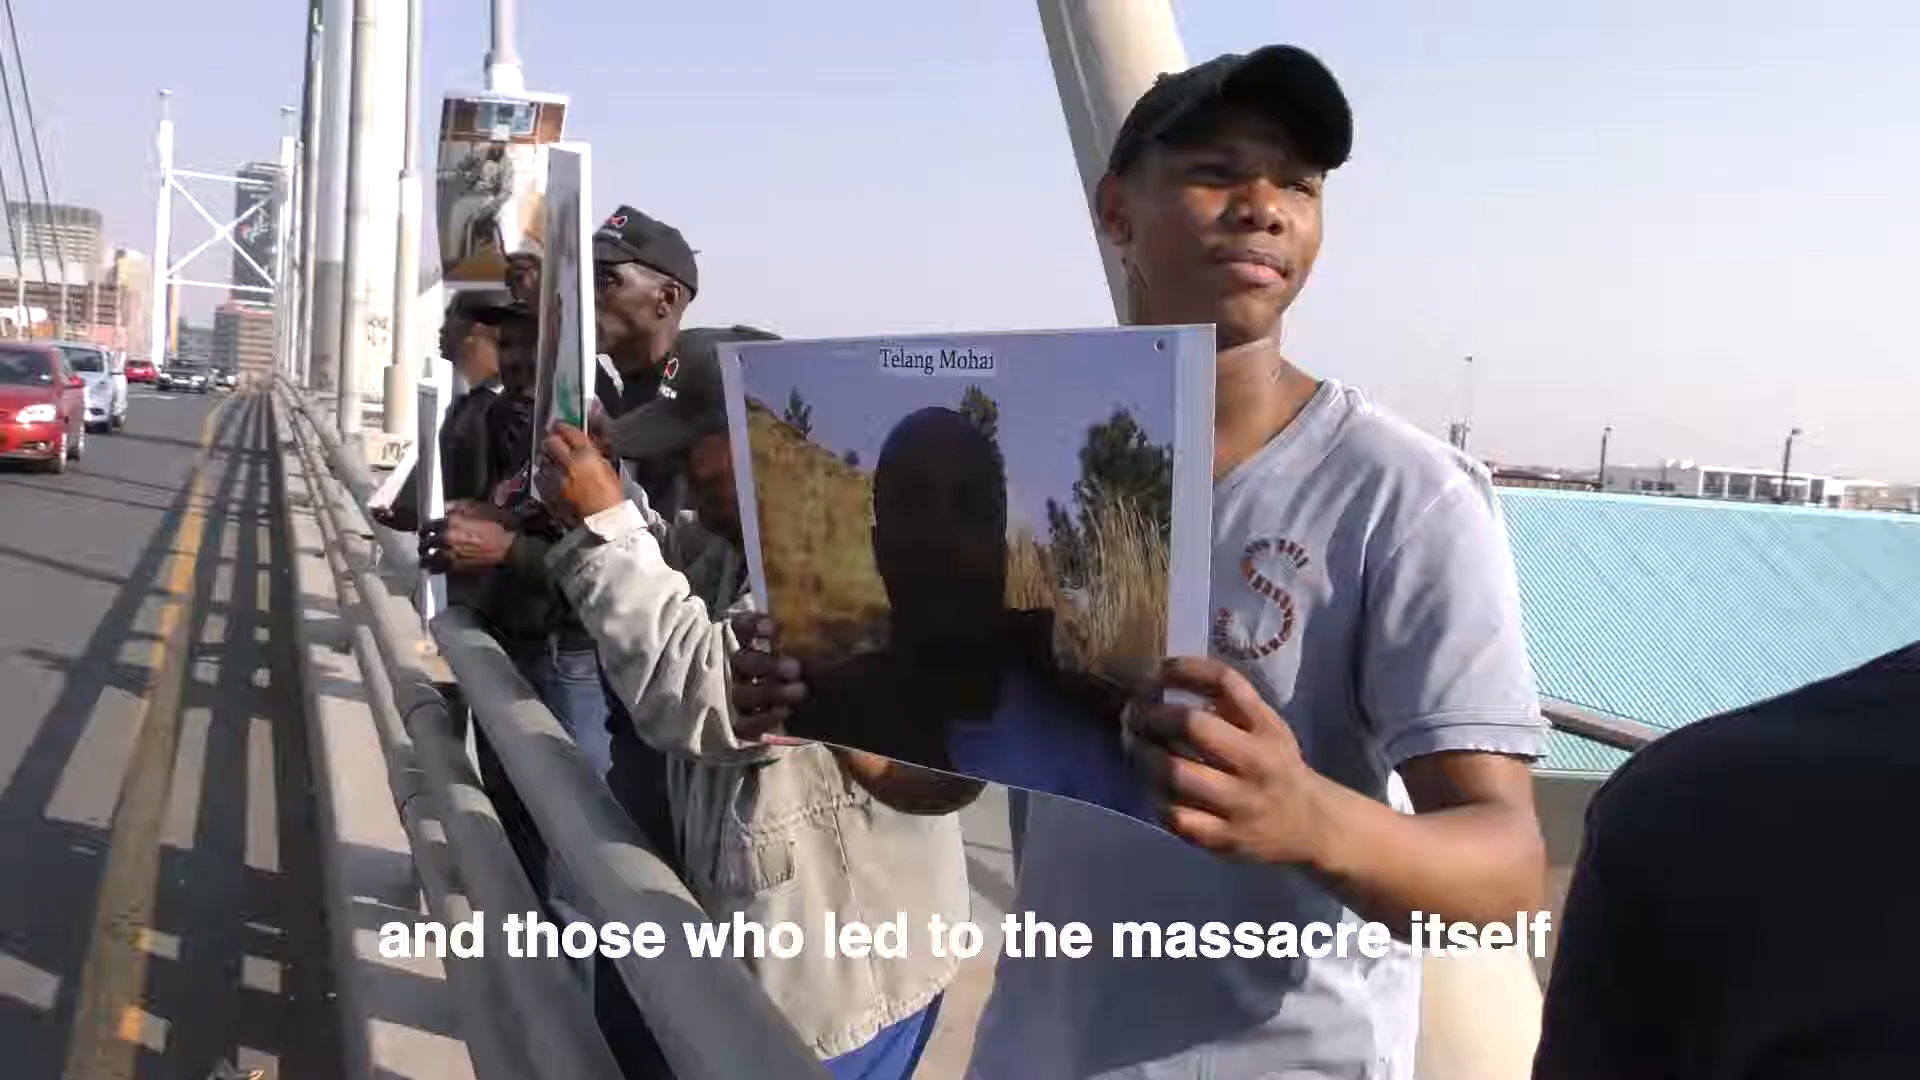 Telang Mohai
S
and those who led to the massacre itself